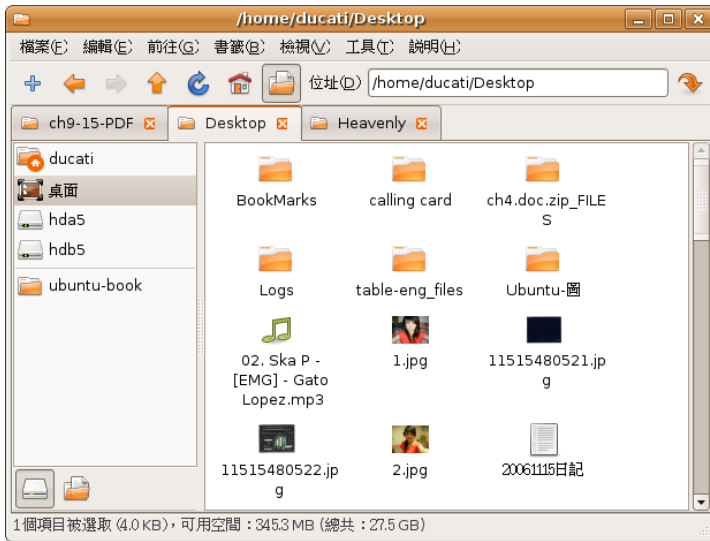 /home/ducati/Desktop
檔案(F) 編輯(E) 前往(G) 書籤(B) 檢視(V) 工具(T) 說明(H)
位址(D) /home/ducati/Desktop
ch9-15-PDF Desktop Heavenly
ducati
桌面
hda5
hdb5
ubuntu-book
BookMarks calling card ch4.doc.zip_FILE
S
Logs table-eng_files Ubuntu-圖
02. Ska P - 1.jpg 11515480521.jp
[EMG] - Gato g
Lopez.mp3
11515480522.jp 2.jpg 20061115日記
g
1個項目被選取 (4.0 KB)，可用空間：345.3 MB (總共：27.5 GB)